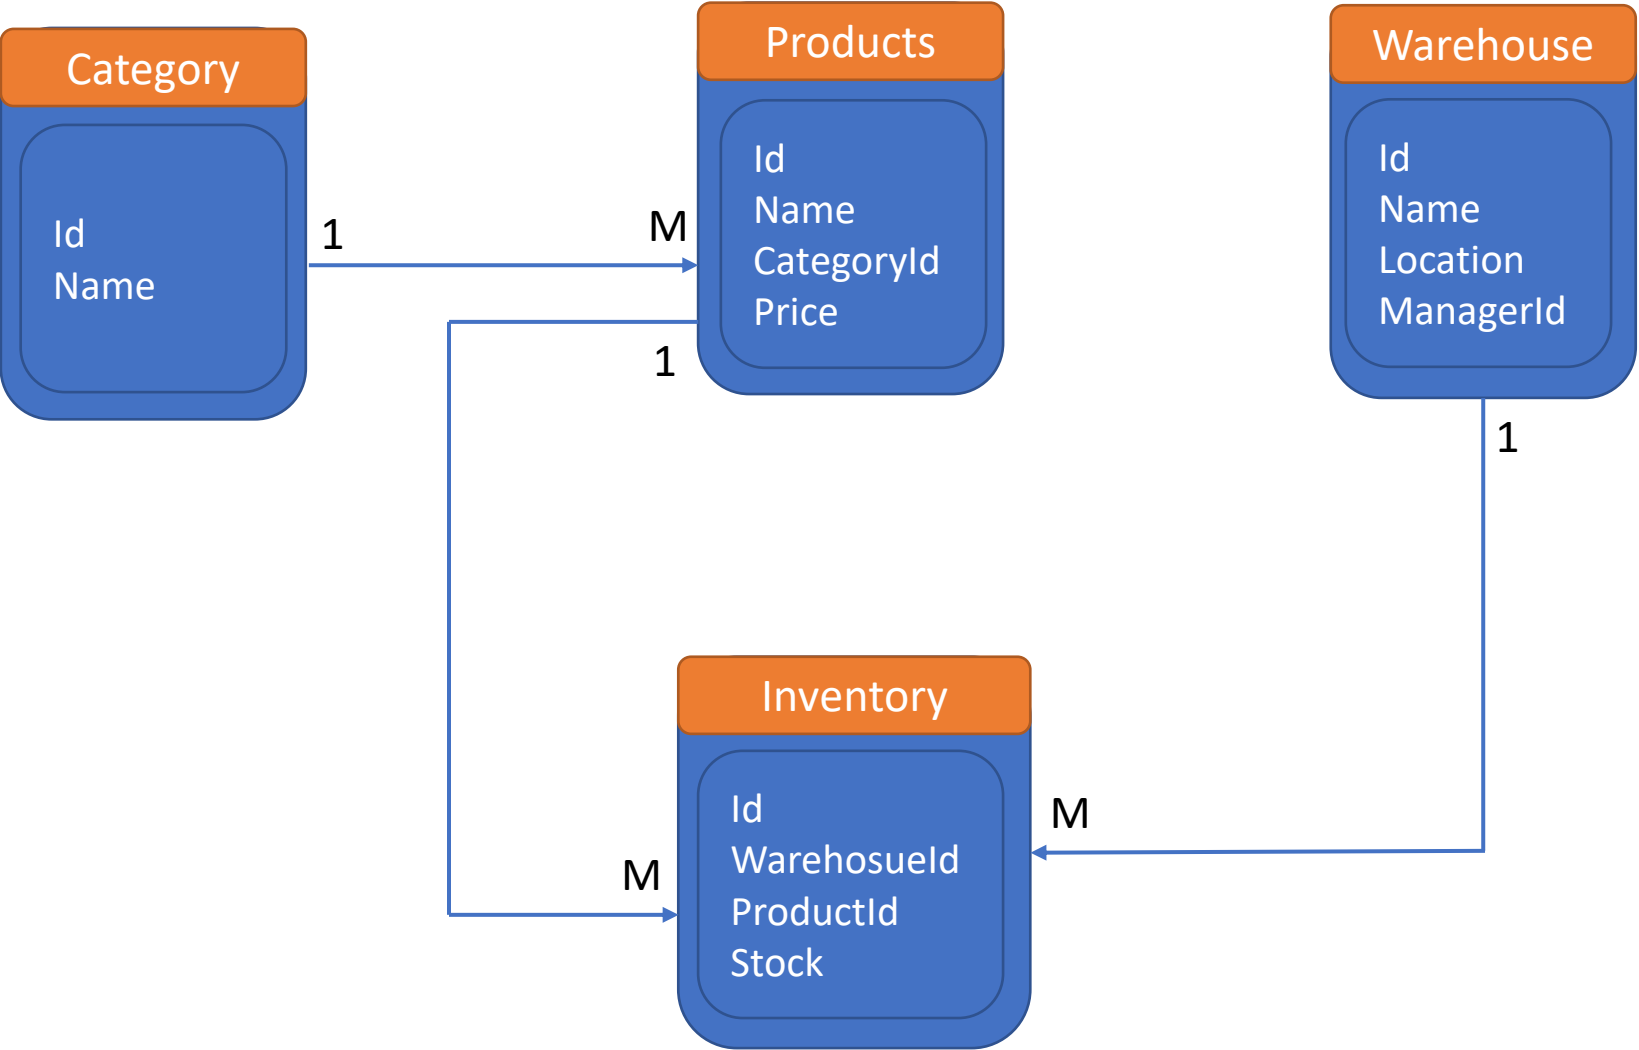 Category
Id
Name
1
M
Products
Id
Name
CategoryId
Price
1
Warehouse
Id
Name
Location
ManagerId
1
Inventory
Id
WarehosueId
ProductId
Stock
M
M